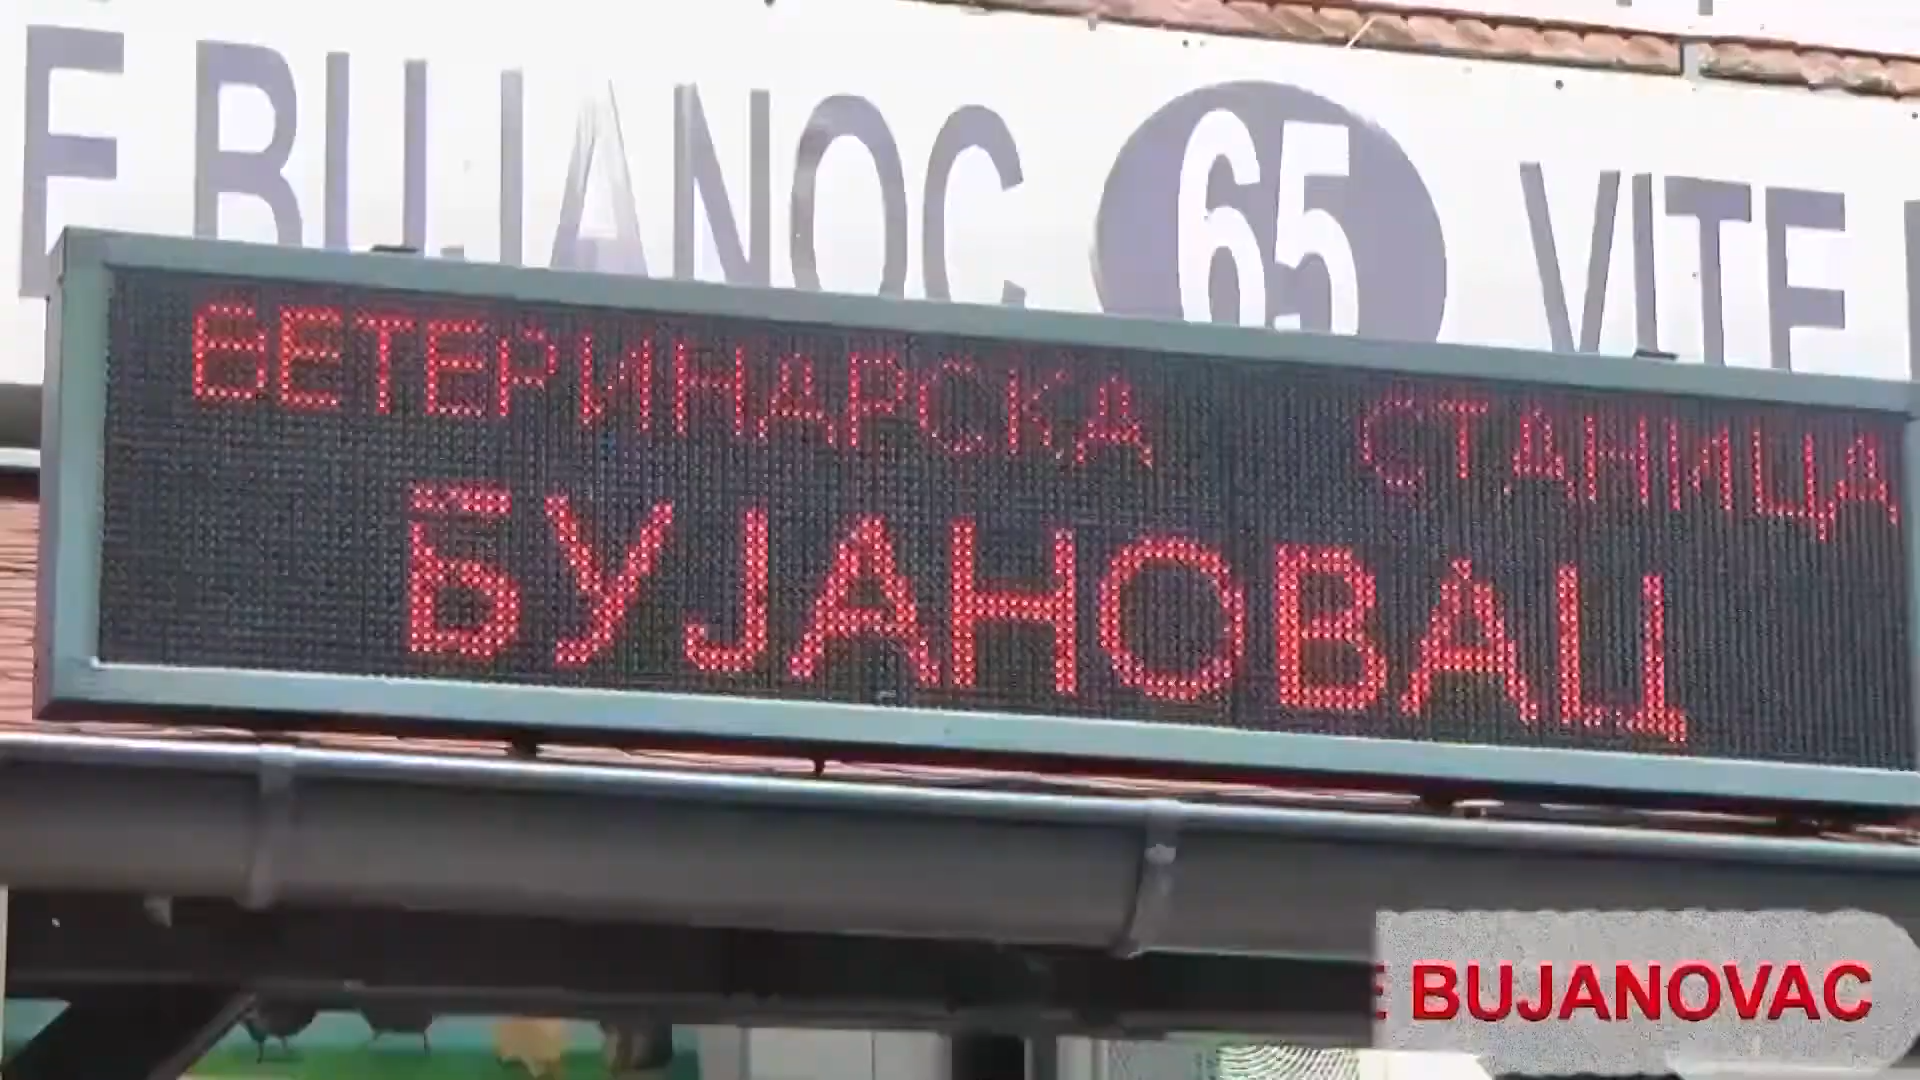 E BUJANOC 65 VITE
ВЕТЕРИНАРСКА СТАНИЦА
БУЈАНОВАЦ
E BUJANOVAC